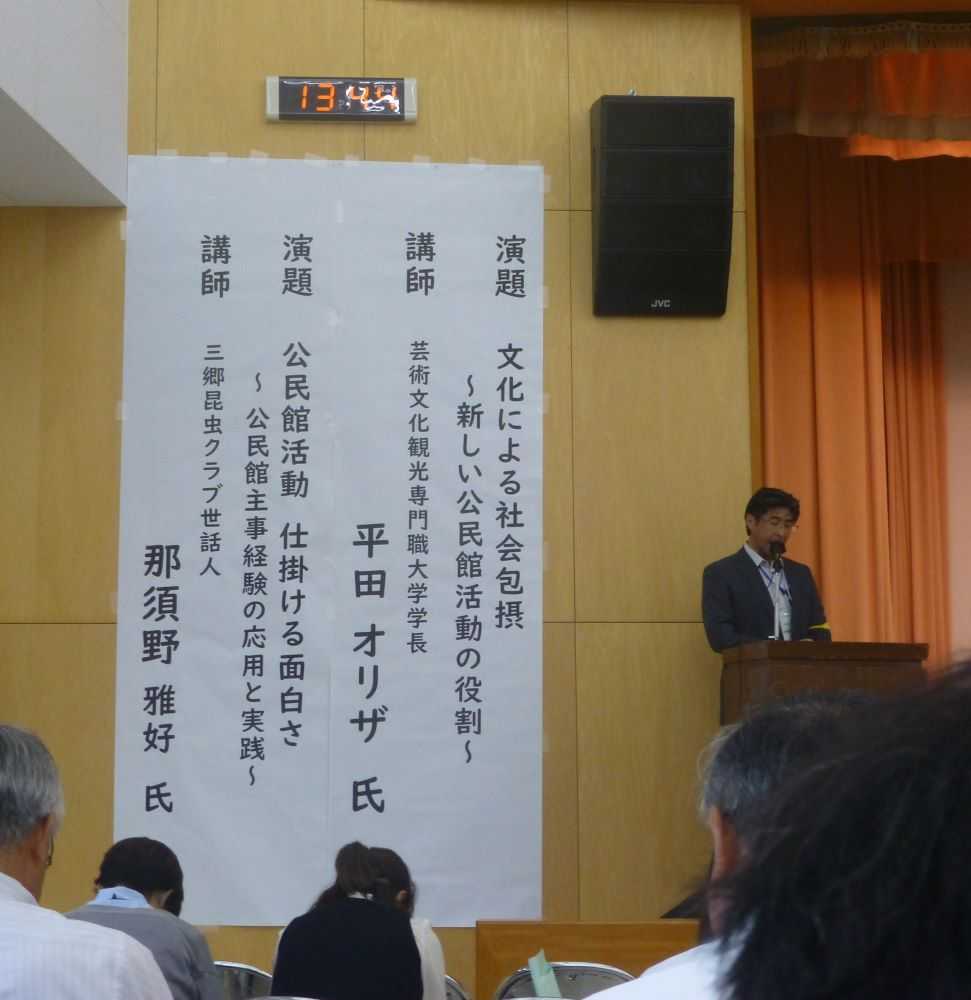 演題 文化による社会包摂
～新しい公民館活動の役割～
講師 芸術文化観光専門職大学学長
平田 オリザ 氏
演題 公民館活動 仕掛ける面白さ
～公民館主事経験の応用と実践～
講師 三郷昆虫クラブ世話人
那須野 雅好 氏
JVC